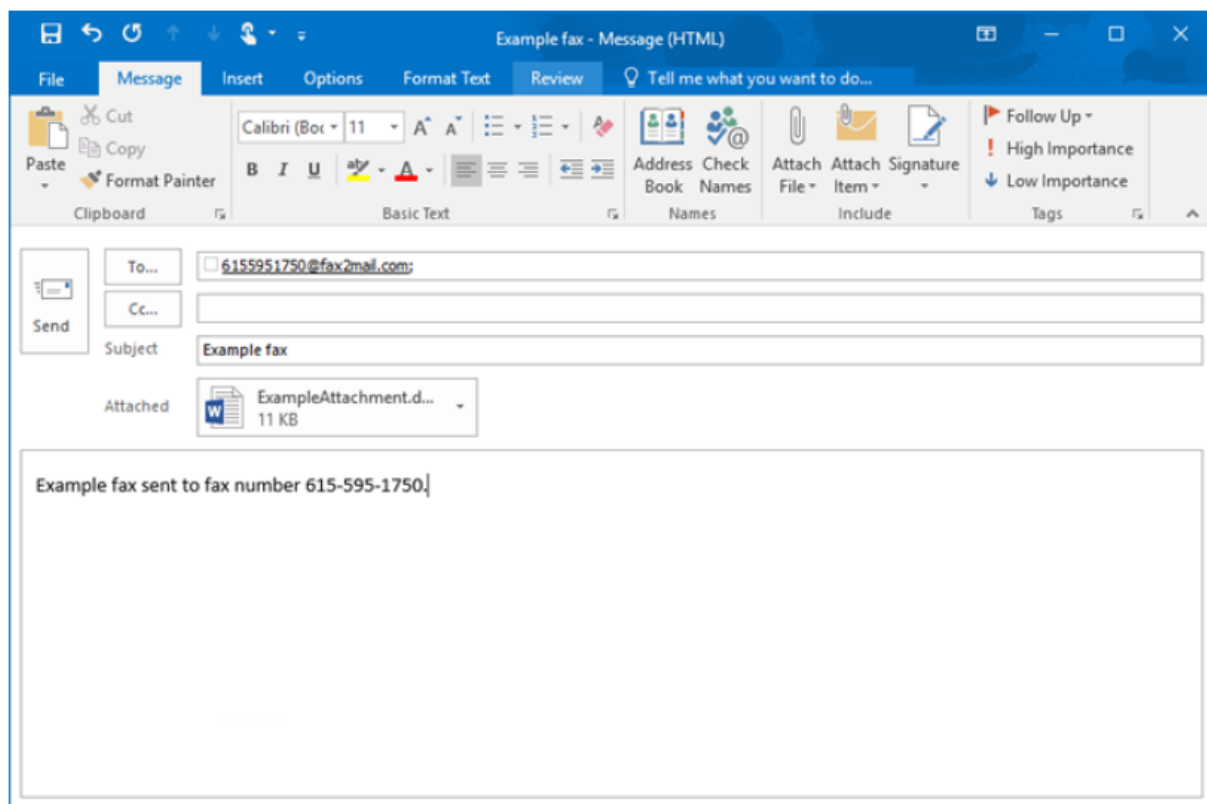 Example fax - Message (HTML)
File Message Insert Options Format Text Review Tell me what you want to do...
Paste
Cut
Copy
Format Painter
Clipboard
Calibri (Boc 11 A A
B I U aby A
Basic Text
Address Book
Check Names
Names
Attach File
Attach Item
Signature
Include
Follow Up
High Importance
Low Importance
Tags
Send
To... 6155951750@fax2mail.com;
Cc...
Subject Example fax
Attached ExampleAttachment.d...
11 KB
Example fax sent to fax number 615-595-1750.